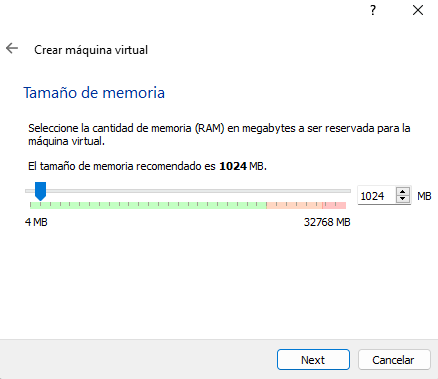 ?
Crear máquina virtual
Tamaño de memoria
Seleccione la cantidad de memoria (RAM) en megabytes a ser reservada para la
máquina virtual.
El tamaño de memoria recomendado es 1024 MB.
1024 MB
4 MB 32768 MB
Next Cancelar